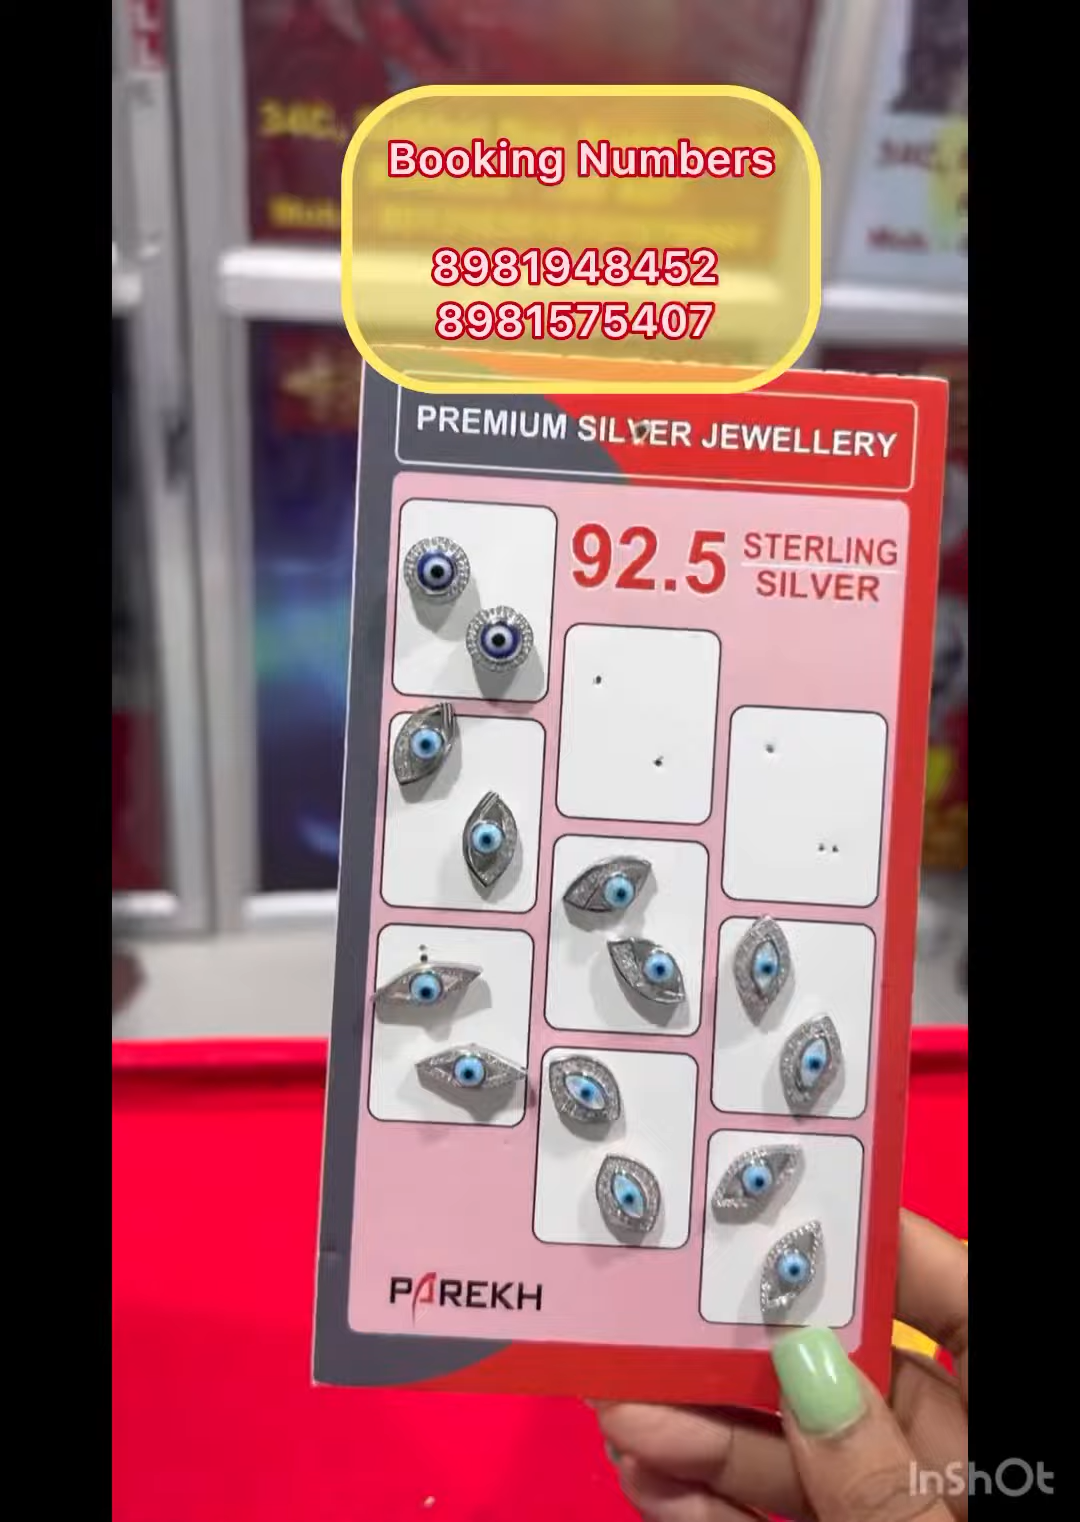 Booking Numbers
8981948452
8981575407
PREMIUM SILVER JEWELLERY
92.5 STERLING
SILVER
PAREKH
InShOt